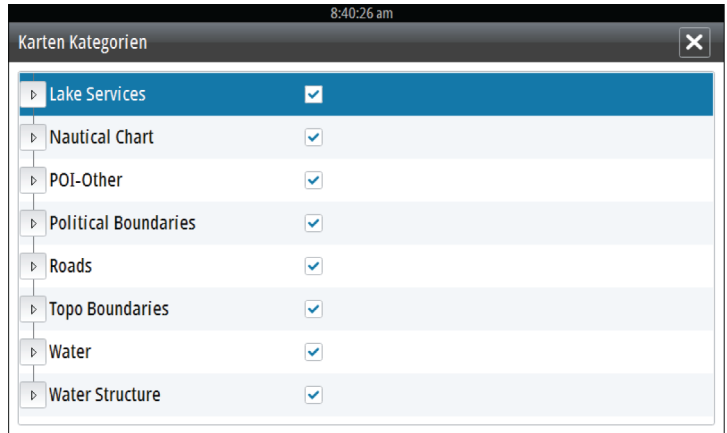 8:40:26 am
Karten Kategorien
Lake Services
Nautical Chart
POI-Other
Political Boundaries
Roads
Topo Boundaries
Water
Water Structure